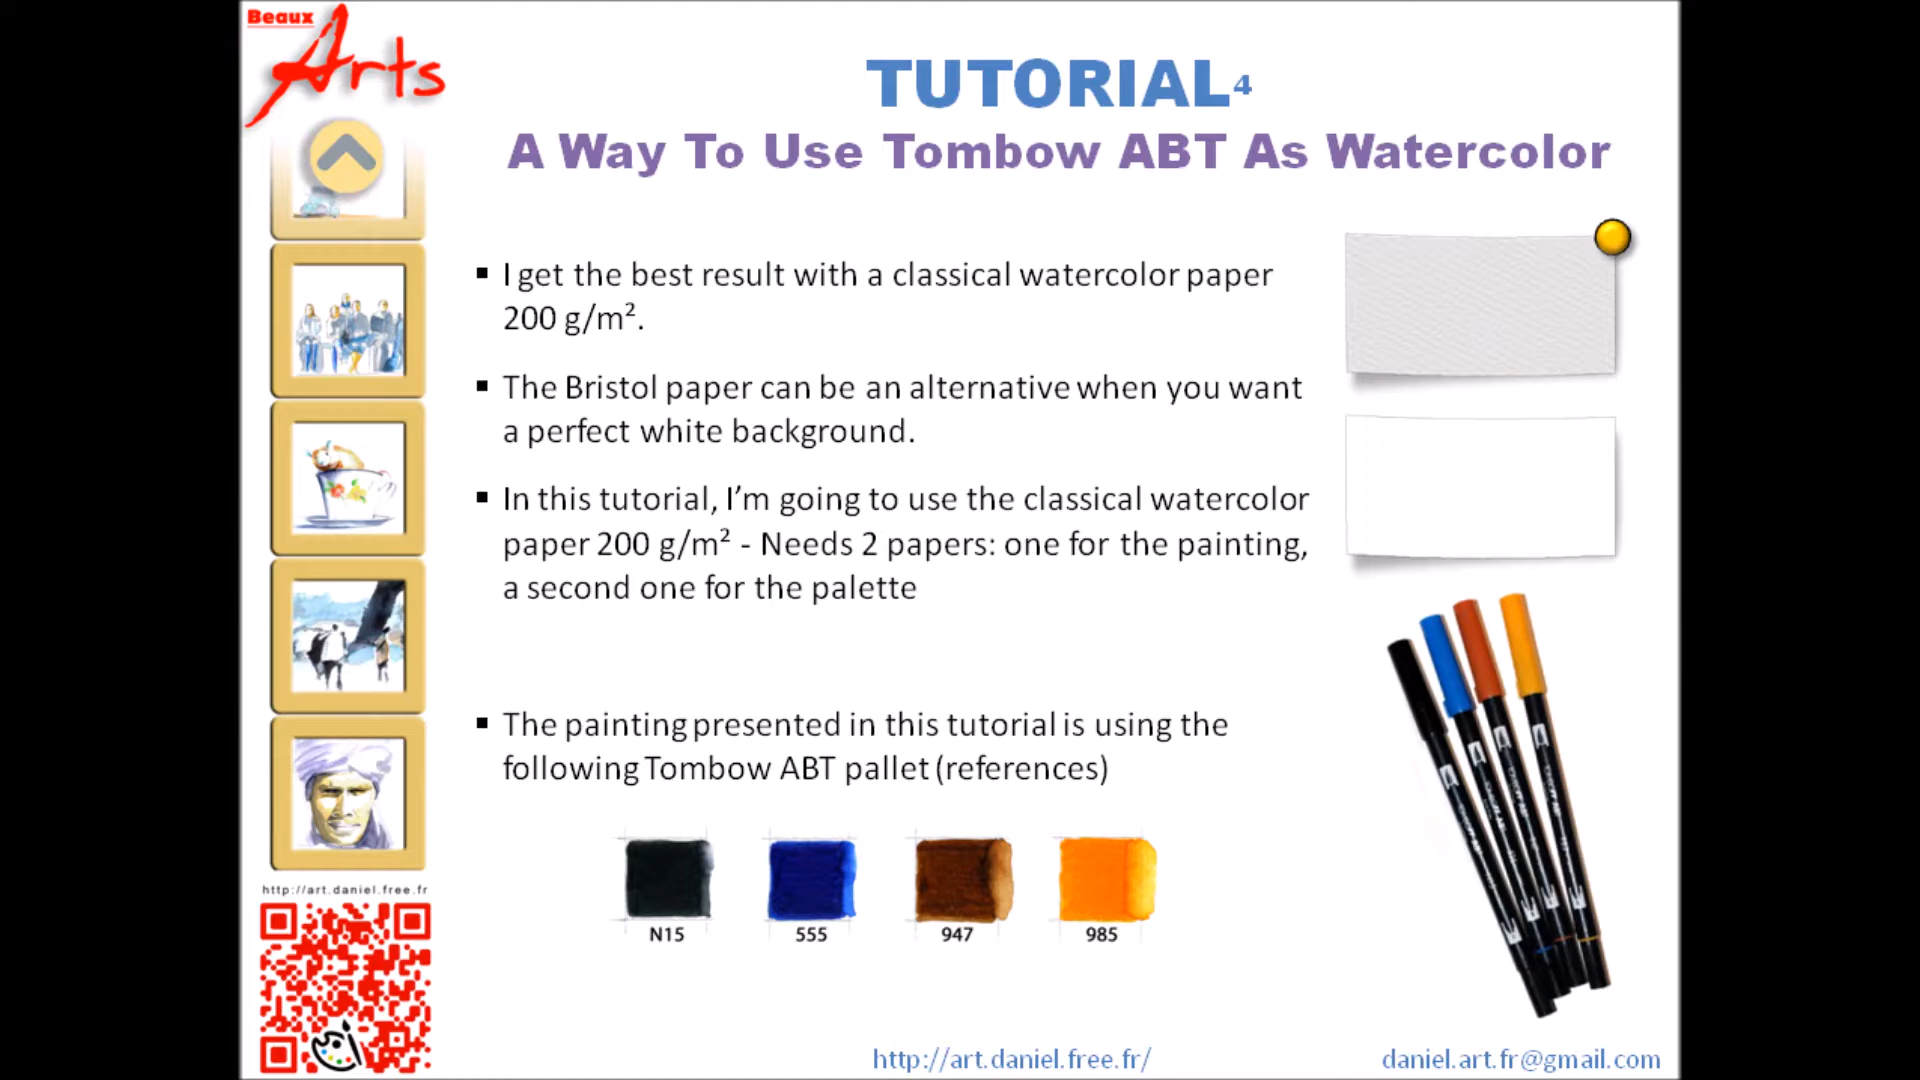 Beaux
Arts
TUTORIAL4
A Way To Use Tombow ABT As Watercolor
▪ I get the best result with a classical watercolor paper
200 g/m².
▪ The Bristol paper can be an alternative when you want
a perfect white background.
▪ In this tutorial, I’m going to use the classical watercolor
paper 200 g/m² - Needs 2 papers: one for the painting,
a second one for the palette
▪ The painting presented in this tutorial is using the
following Tombow ABT pallet (references)
N15 555 947 985
http://art.daniel.free.fr
http://art.daniel.free.fr/ daniel.art.fr@gmail.com